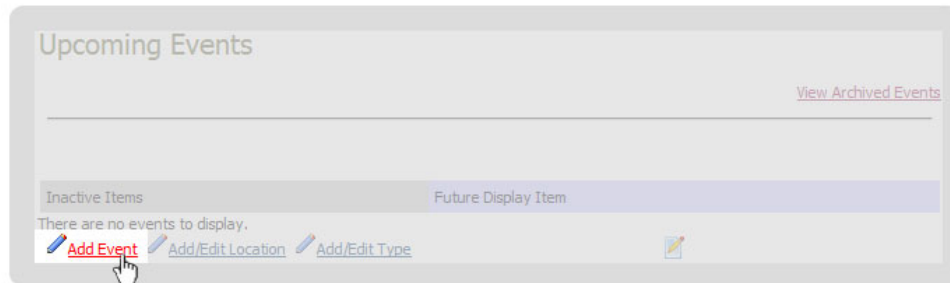 Upcoming Events
View Archived Events
Inactive Items Future Display Item
There are no events to display.
Add Event Add/Edit Location Add/Edit Type